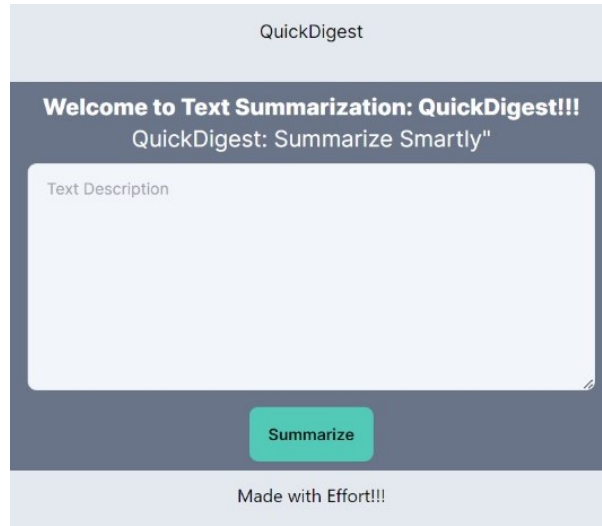 QuickDigest
Welcome to Text Summarization: QuickDigest!!!
QuickDigest: Summarize Smartly"
Text Description
Summarize
Made with Effort!!!